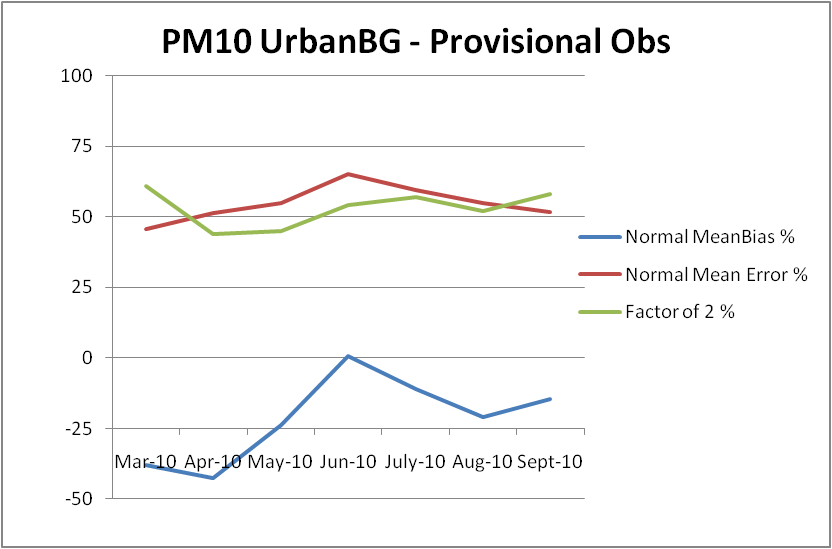 PM10 UrbanBG - Provisional Obs
100
75
50
25
0
-25
-50
Mar-10 Apr-10 May-10 Jun-10 July-10 Aug-10 Sept-10
Normal MeanBias %
Normal Mean Error %
Factor of 2 %